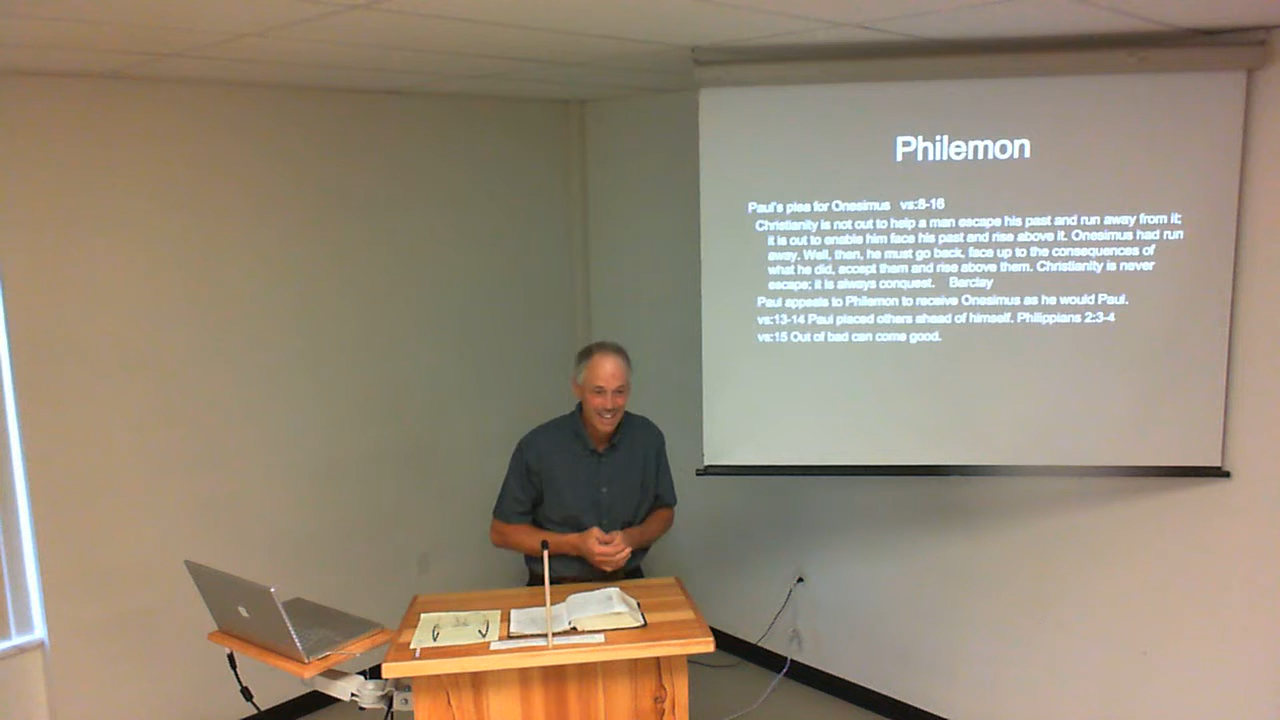 Philemon
Paul's plea for Onesimus vs:8-16
Christianity is not out to help a man escape his past and run away from it;
it is out to enable him face his past and rise above it. Onesimus had run
away. Well, then, he must go back, face up to the consequences of
what he did, accept them and rise above them. Christianity is never
escape; it is always conquest. Barclay
Paul appeals to Philemon to receive Onesimus as he would Paul.
vs:13-14 Paul placed others ahead of himself. Philippians 2:3-4
vs:15 Out of bad can come good.